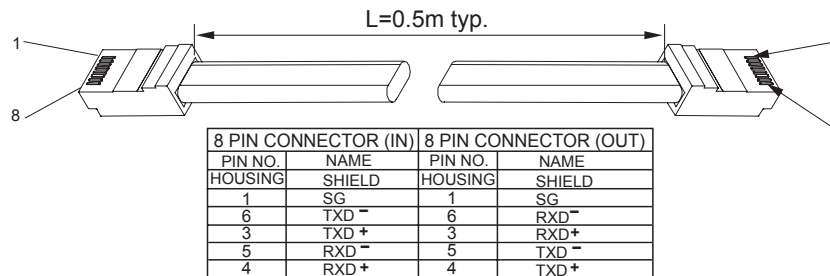 L=0.5m typ.
1
8
8 PIN CONNECTOR (IN) 8 PIN CONNECTOR (OUT)
PIN NO. NAME PIN NO. NAME
HOUSING SHIELD HOUSING SHIELD
1 SG 1 SG
6 TXD - 6 RXD-
3 TXD + 3 RXD+
5 RXD - 5 TXD -
4 RXD + 4 TXD+